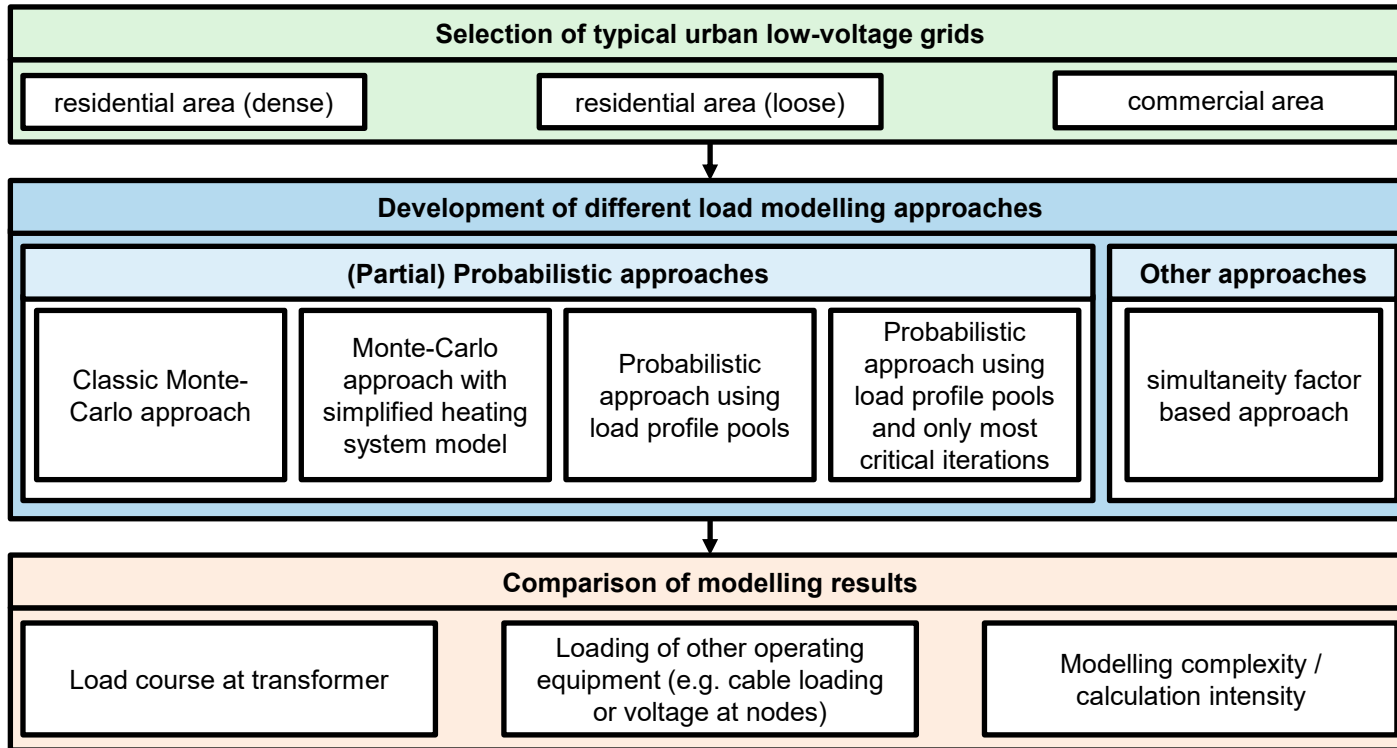 Selection of typical urban low-voltage grids
residential area (dense)
residential area (loose)
commercial area
Development of different load modelling approaches
(Partial) Probabilistic approaches
Other approaches
Classic Monte-
Carlo approach
Monte-Carlo
approach with
simplified heating
system model
Probabilistic
approach using
load profile pools
Probabilistic
approach using
load profile pools
and only most
critical iterations
simultaneity factor
based approach
Comparison of modelling results
Load course at transformer
Loading of other operating
equipment (e.g. cable loading
or voltage at nodes)
Modelling complexity /
calculation intensity